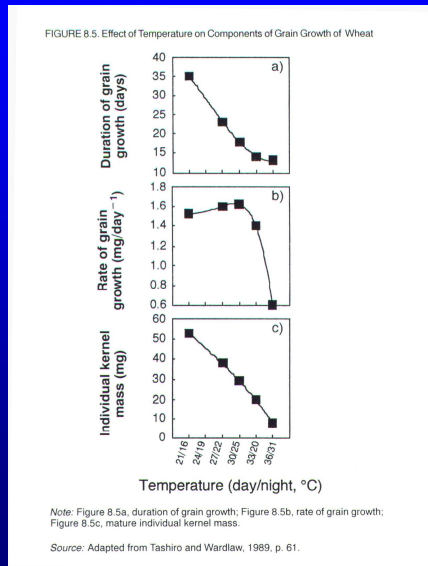 FIGURE 8.5. Effect of Temperature on Components of Grain Growth of Wheat
Duration of grain
growth (days)
40
35
30
25
20
15
10
a)
Rate of grain
growth (mg/day⁻¹)
1.8
1.6
1.4
1.2
1.0
0.8
0.6
b)
Individual kernel
mass (mg)
60
50
40
30
20
10
0
c)
21/16
24/19
27/22
30/25
33/20
36/31
Temperature (day/night, °C)
Note: Figure 8.5a, duration of grain growth; Figure 8.5b, rate of grain growth;
Figure 8.5c, mature individual kernel mass.
Source: Adapted from Tashiro and Wardlaw, 1989, p. 61.